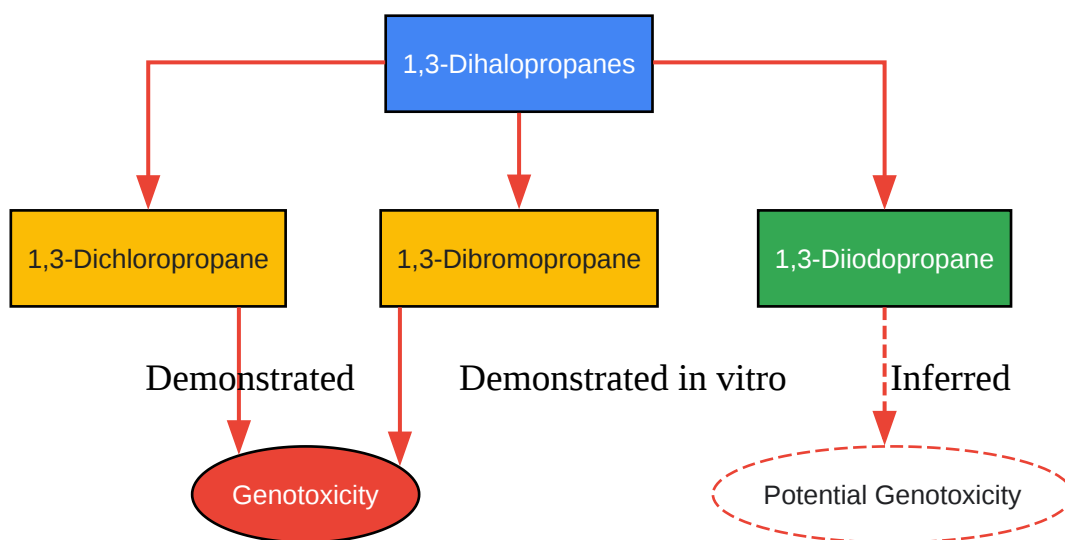 1,3-Dihalopropanes
1,3-Dichloropropane
1,3-Dibromopropane
1,3-Diiodopropane
Demonstrated
Demonstrated in vitro
Inferred
Genotoxicity
Potential Genotoxicity